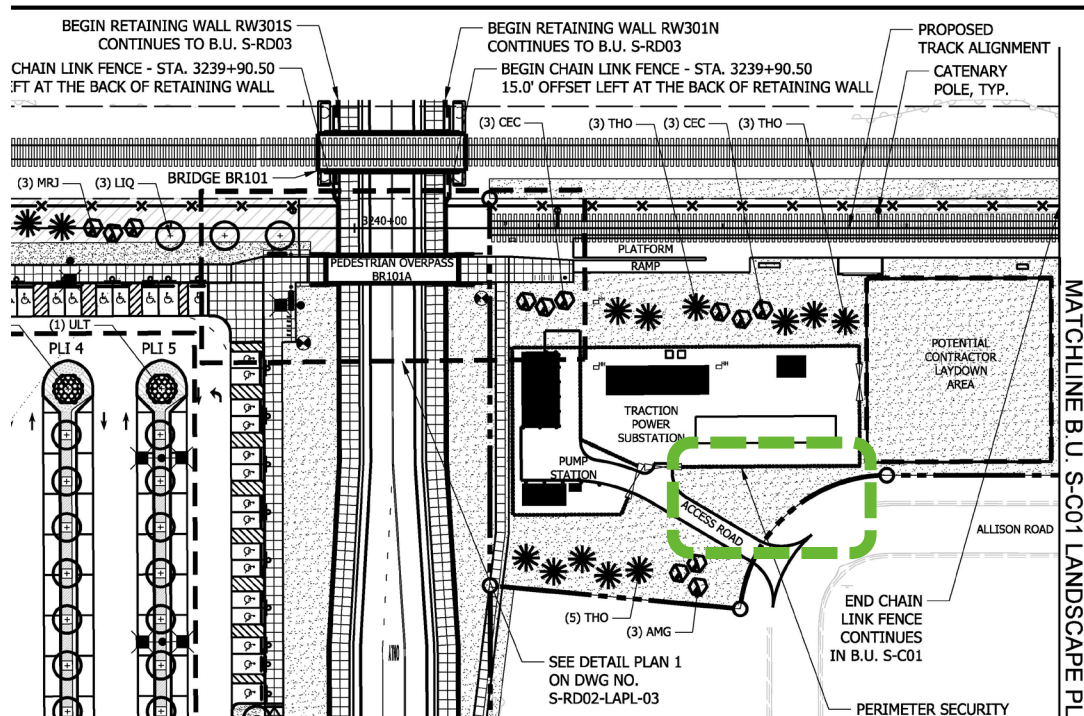 BEGIN RETAINING WALL RW301S
CONTINUES TO B.U. S-RD03
CHAIN LINK FENCE - STA. 3239+90.50
FT AT THE BACK OF RETAINING WALL
BEGIN RETAINING WALL RW301N
CONTINUES TO B.U. S-RD03
BEGIN CHAIN LINK FENCE - STA. 3239+90.50
15.0' OFFSET LEFT AT THE BACK OF RETAINING WALL
PROPOSED
TRACK ALIGNMENT
CATENARY
POLE, TYP.
(3) CEC
(3) THO
(3) CEC
(3) THO
BRIDGE BR101
(3) MRJ
(3) LIQ
3240+00
PLATFORM
RAMP
PEDESTRIAN OVERPASS
BR101A
(1) ULT
PLI 4
PLI 5
HH
HH
TRACTION
POWER
SUBSTATION
PUMP
STATION
POTENTIAL
CONTRACTOR
LAYDOWN
AREA
ACCESS ROAD
ALLISON ROAD
(5) THO
(3) AMG
ONLY
SEE DETAIL PLAN 1
ON DWG NO.
S-RD02-LAPL-03
END CHAIN
LINK FENCE
CONTINUES
IN B.U. S-C01
PERIMETER SECURITY
MATCHLINE B.U. S-C01 LANDSCAPE PL